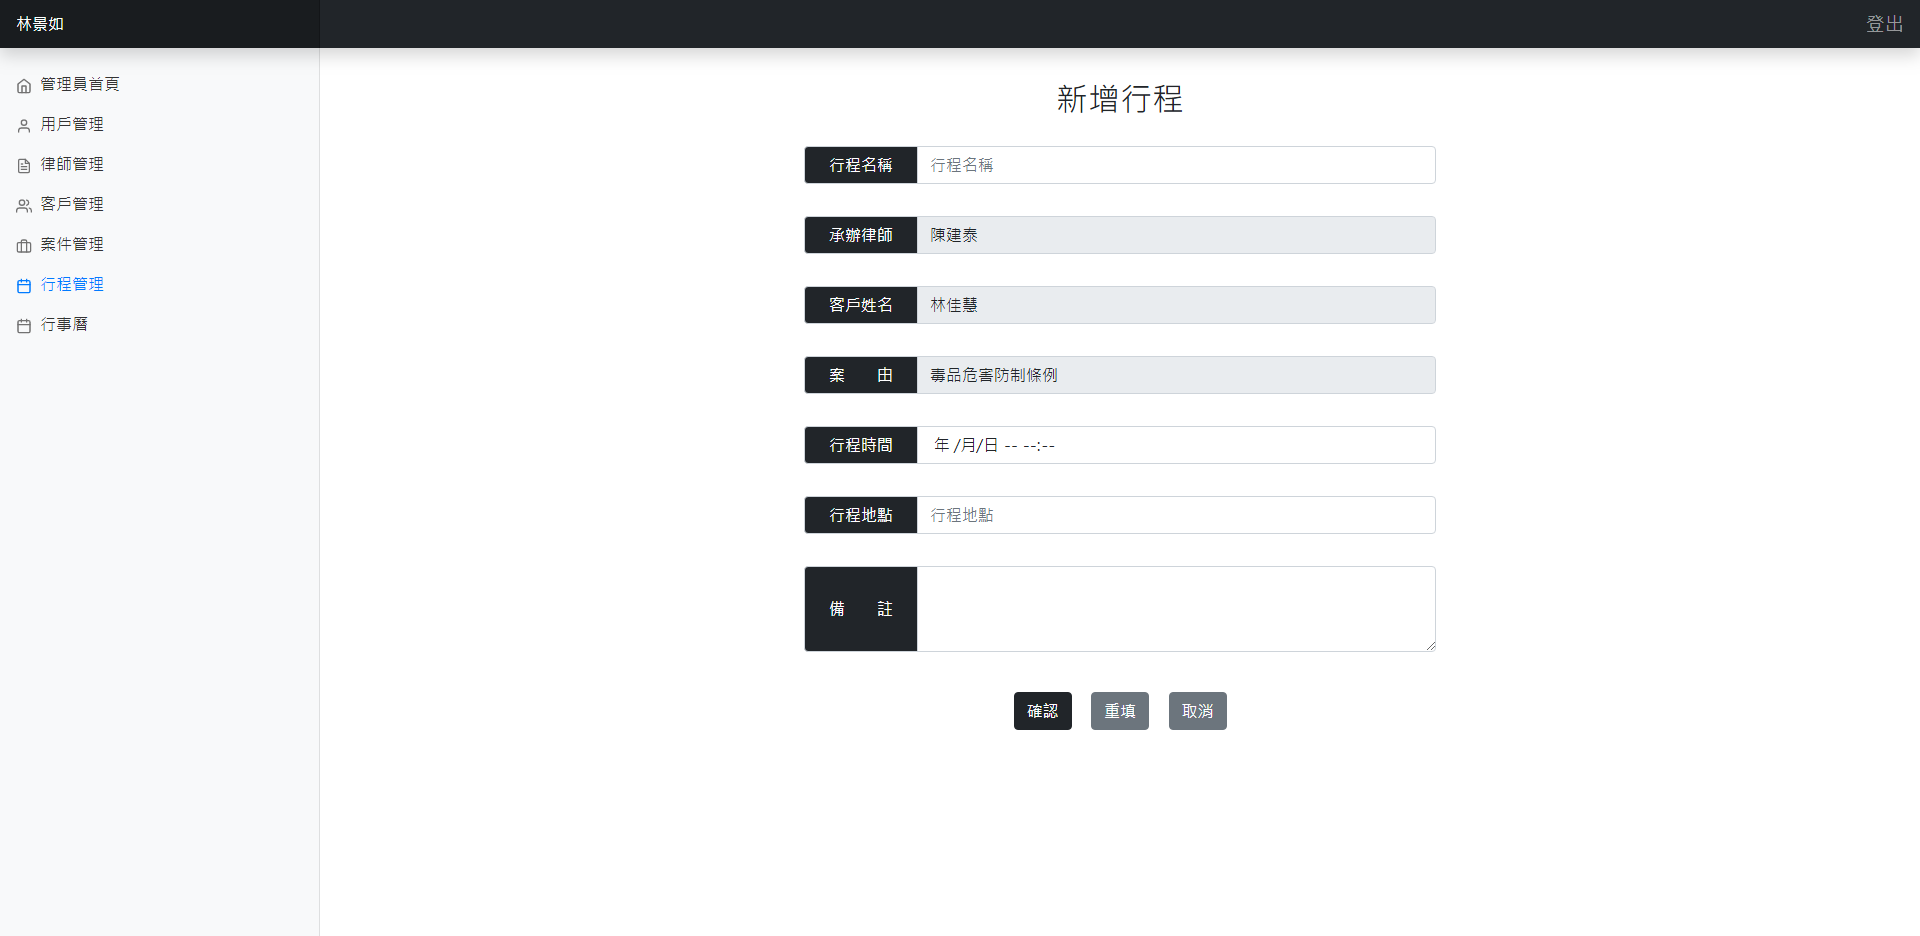 林景如
登出
管理員首頁
用戶管理
律師管理
客戶管理
案件管理
行程管理
行事曆
新增行程
行程名稱 行程名稱
承辦律師 陳建泰
客戶姓名 林佳慧
案　　由 毒品危害防制條例
行程時間 年 /月/日 -- --:--
行程地點 行程地點
備　　註
確認 重填 取消